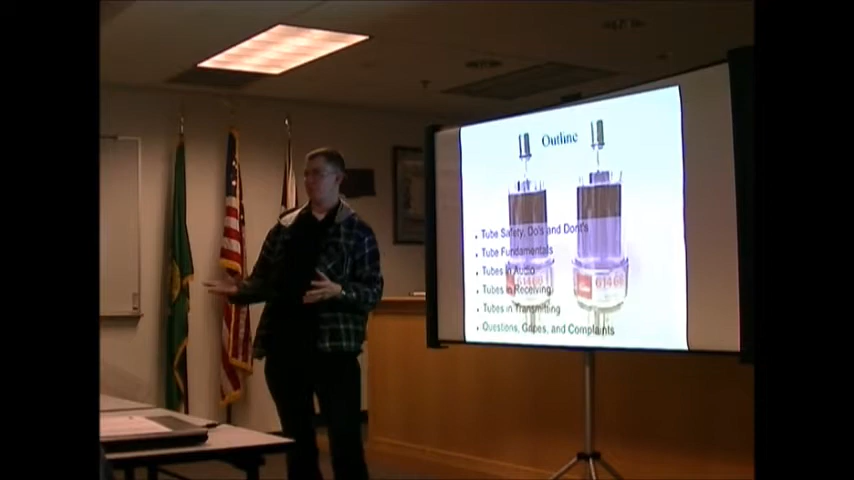 Outline
Tube Safety, Do's and Dont's
Tube Fundamentals
Tubes in Audio
Tubes in Receiving
Tubes in Transmitting
Questions, Gripes, and Complaints
6146B